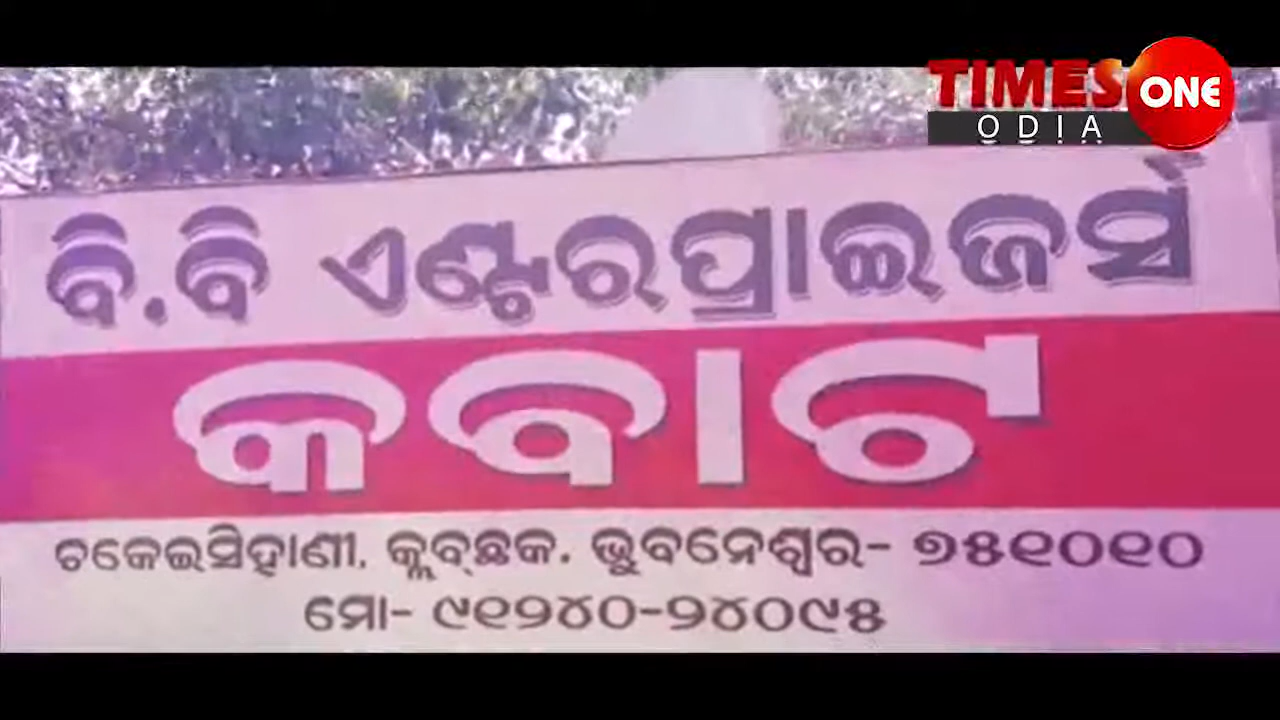 TIMES ONE
ODIA
ବି.ବି ଏଣ୍ଟରପ୍ରାଇଜର୍ସ
କବାଟ
ଚକେଇସିହାଣୀ, କ୍ଲବ୍‌ଛକ, ଭୁବନେଶ୍ୱର- ୭୫୧୦୧୦
ମୋ- ୯୧୨୪୦-୨୪୦୯୫